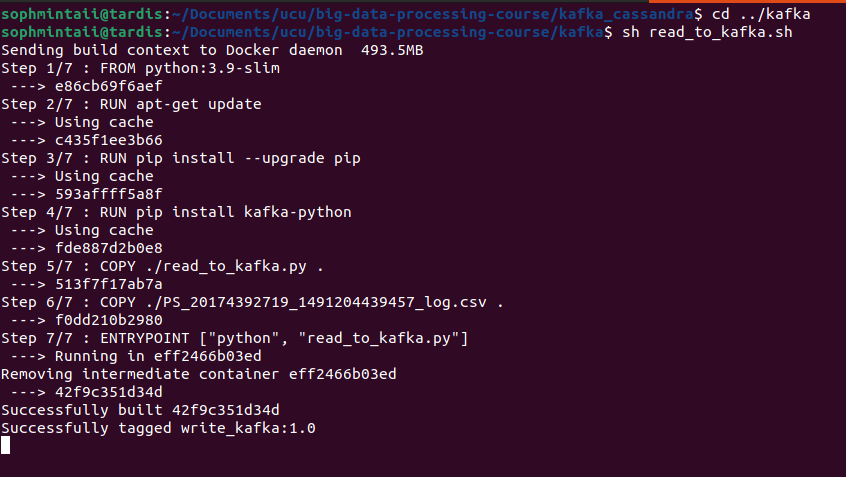 sophmintaii@tardis:~/Documents/ucu/big-data-processing-course/kafka_cassandra$ cd ../kafka
sophmintaii@tardis:~/Documents/ucu/big-data-processing-course/kafka$ sh read_to_kafka.sh
Sending build context to Docker daemon  493.5MB
Step 1/7 : FROM python:3.9-slim
 ---> e86cb69f6aef
Step 2/7 : RUN apt-get update
 ---> Using cache
 ---> c435f1ee3b66
Step 3/7 : RUN pip install --upgrade pip
 ---> Using cache
 ---> 593affff5a8f
Step 4/7 : RUN pip install kafka-python
 ---> Using cache
 ---> fde887d2b0e8
Step 5/7 : COPY ./read_to_kafka.py .
 ---> 513f7f17ab7a
Step 6/7 : COPY ./PS_20174392719_1491204439457_log.csv .
 ---> f0dd210b2980
Step 7/7 : ENTRYPOINT ["python", "read_to_kafka.py"]
 ---> Running in eff2466b03ed
Removing intermediate container eff2466b03ed
 ---> 42f9c351d34d
Successfully built 42f9c351d34d
Successfully tagged write_kafka:1.0